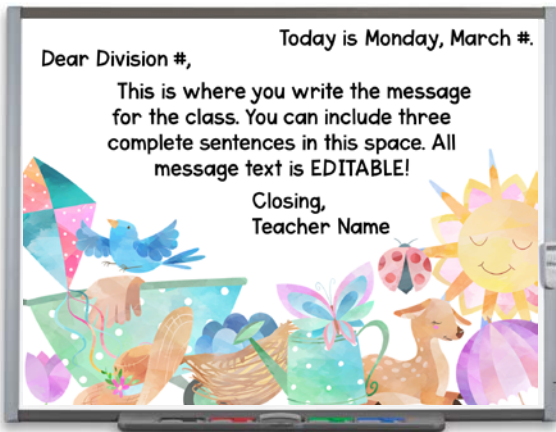 Today is Monday, March #.
Dear Division #,
This is where you write the message
for the class. You can include three
complete sentences in this space. All
message text is EDITABLE!
Closing,
Teacher Name